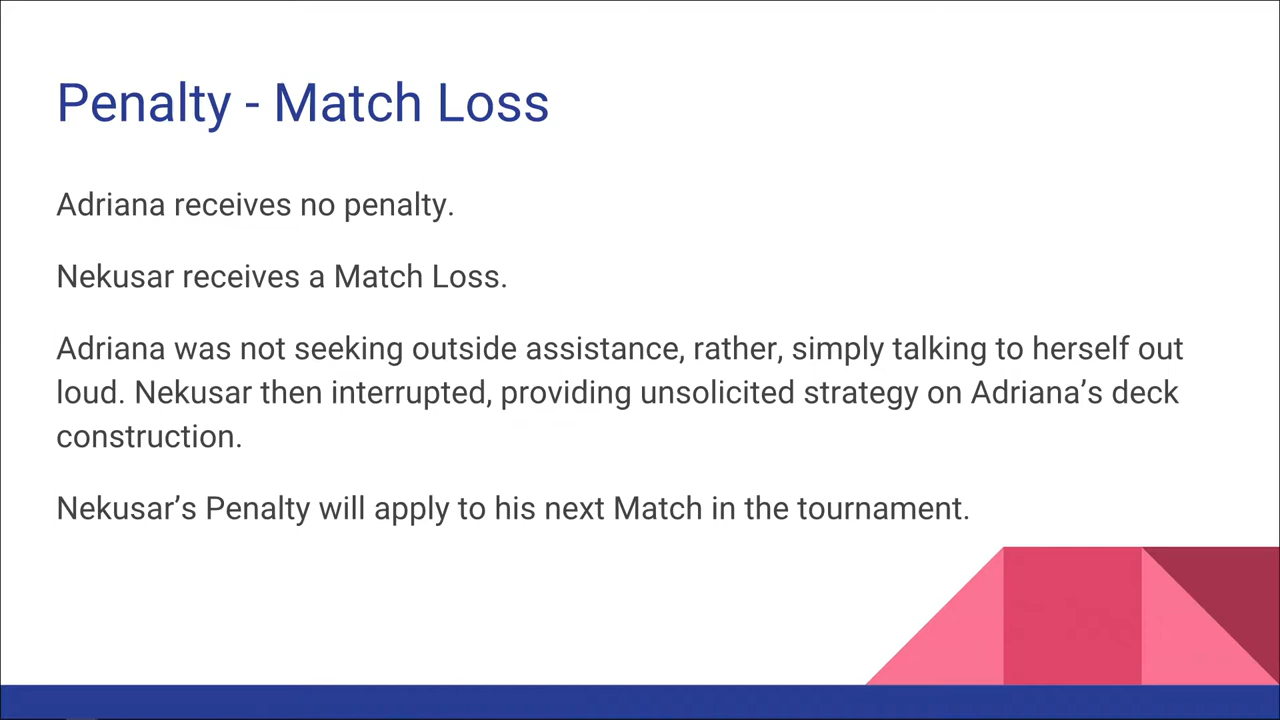 Penalty - Match Loss
Adriana receives no penalty.
Nekusar receives a Match Loss.
Adriana was not seeking outside assistance, rather, simply talking to herself out
loud. Nekusar then interrupted, providing unsolicited strategy on Adriana’s deck
construction.
Nekusar’s Penalty will apply to his next Match in the tournament.